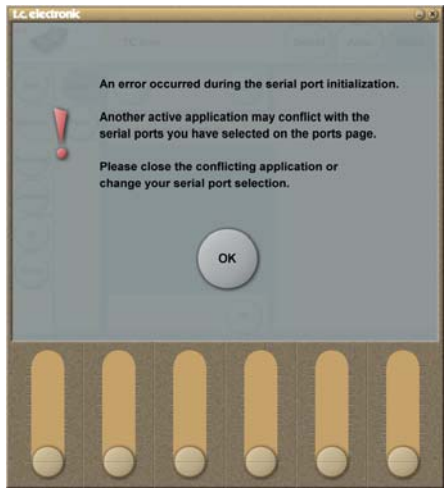 t.c. electronic
An error occurred during the serial port initialization.
Another active application may conflict with the
serial ports you have selected on the ports page.
Please close the conflicting application or
change your serial port selection.
OK